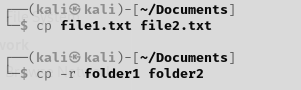 ┌──(kali㉿kali)-[~/Documents]
└─$ cp file1.txt file2.txt
┌──(kali㉿kali)-[~/Documents]
└─$ cp -r folder1 folder2